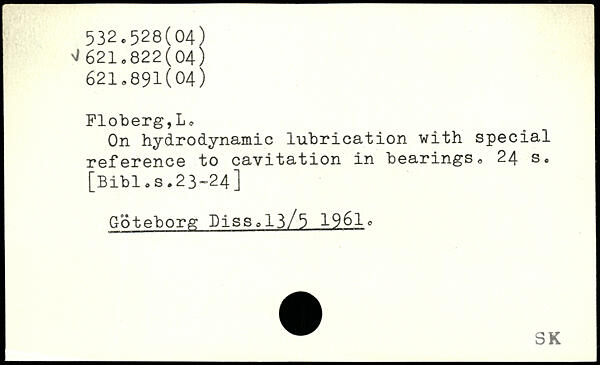 532.528(04)
√621.822(04)
621.891(04)
Floberg,L.
On hydrodynamic lubrication with special
reference to cavitation in bearings. 24 s.
[Bibl.s.23-24]
Göteborg Diss.13/5 1961.
SK